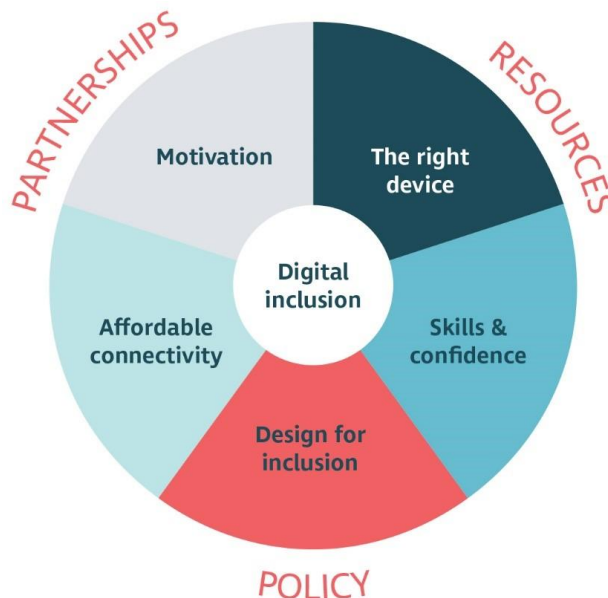 PARTNERSHIPS
RESOURCES
Motivation
The right
device
Digital
inclusion
Affordable
connectivity
Skills &
confidence
Design for
inclusion
POLICY